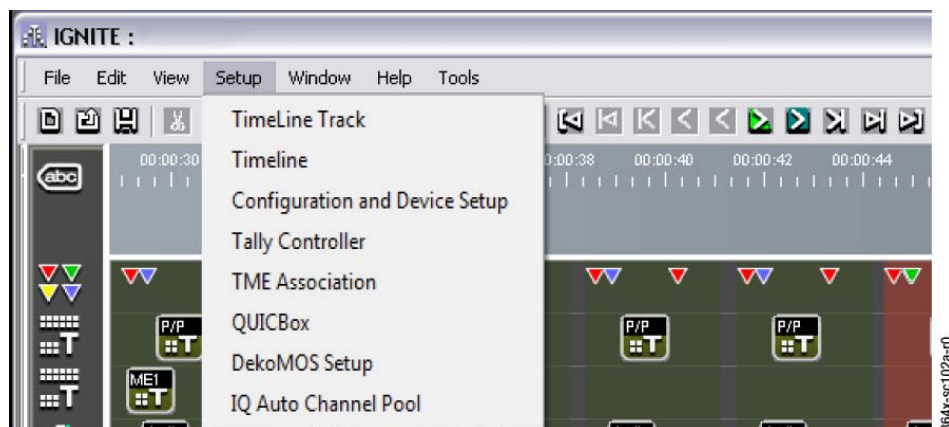 IGNITE :
File Edit View Setup Window Help Tools
TimeLine Track
Timeline
Configuration and Device Setup
Tally Controller
TME Association
QUICBox
DekoMOS Setup
IQ Auto Channel Pool
abc
00:00:30
:00:38 00:00:40 00:00:42 00:00:44
P/P
T
P/P
T
P/P
T
T
ME1
T
T